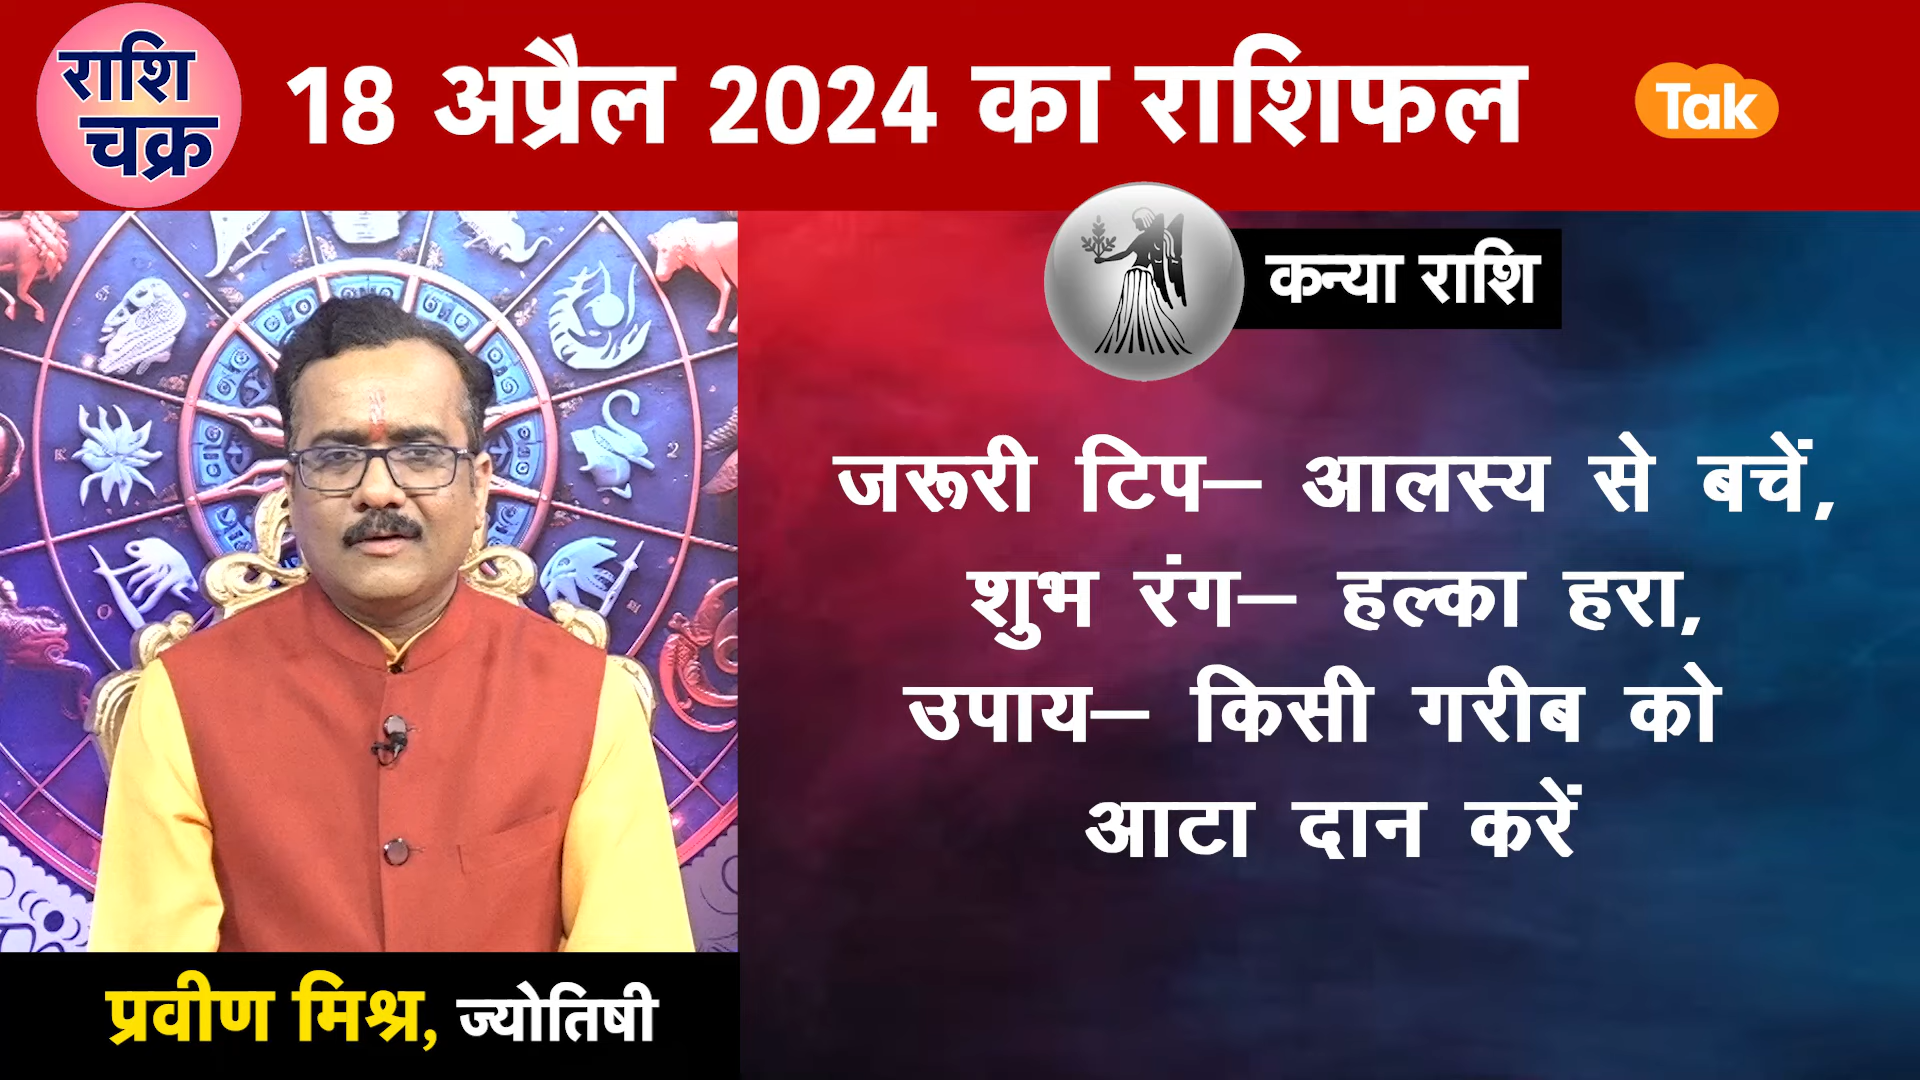 राशि
चक्र
18 अप्रैल 2024 का राशिफल
Tak
कन्या राशि
जरूरी टिप– आलस्य से बचें,
शुभ रंग– हल्का हरा,
उपाय– किसी गरीब को
आटा दान करें
प्रवीण मिश्र, ज्योतिषी